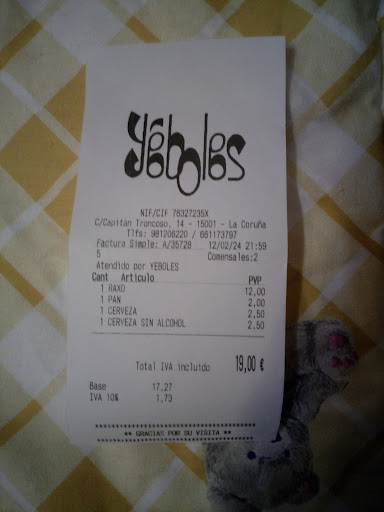 Yeboles
NIF/CIF 76327235X
C/Capitán Troncoso, 14 - 15001 - La Coruña
Tlfs: 981206220 / 661173797
Factura Simple: A/35728 12/02/24 21:59
5 Comensales:2
Atendido por YEBOLES
Cant Artículo PVP
1 RAXO 12,00
1 PAN 2,00
1 CERVEZA 2,50
1 CERVEZA SIN ALCOHOL 2,50
Total IVA incluido 19,00 €
Base 17,27
IVA 10% 1,73
** GRACIAS POR SU VISITA **